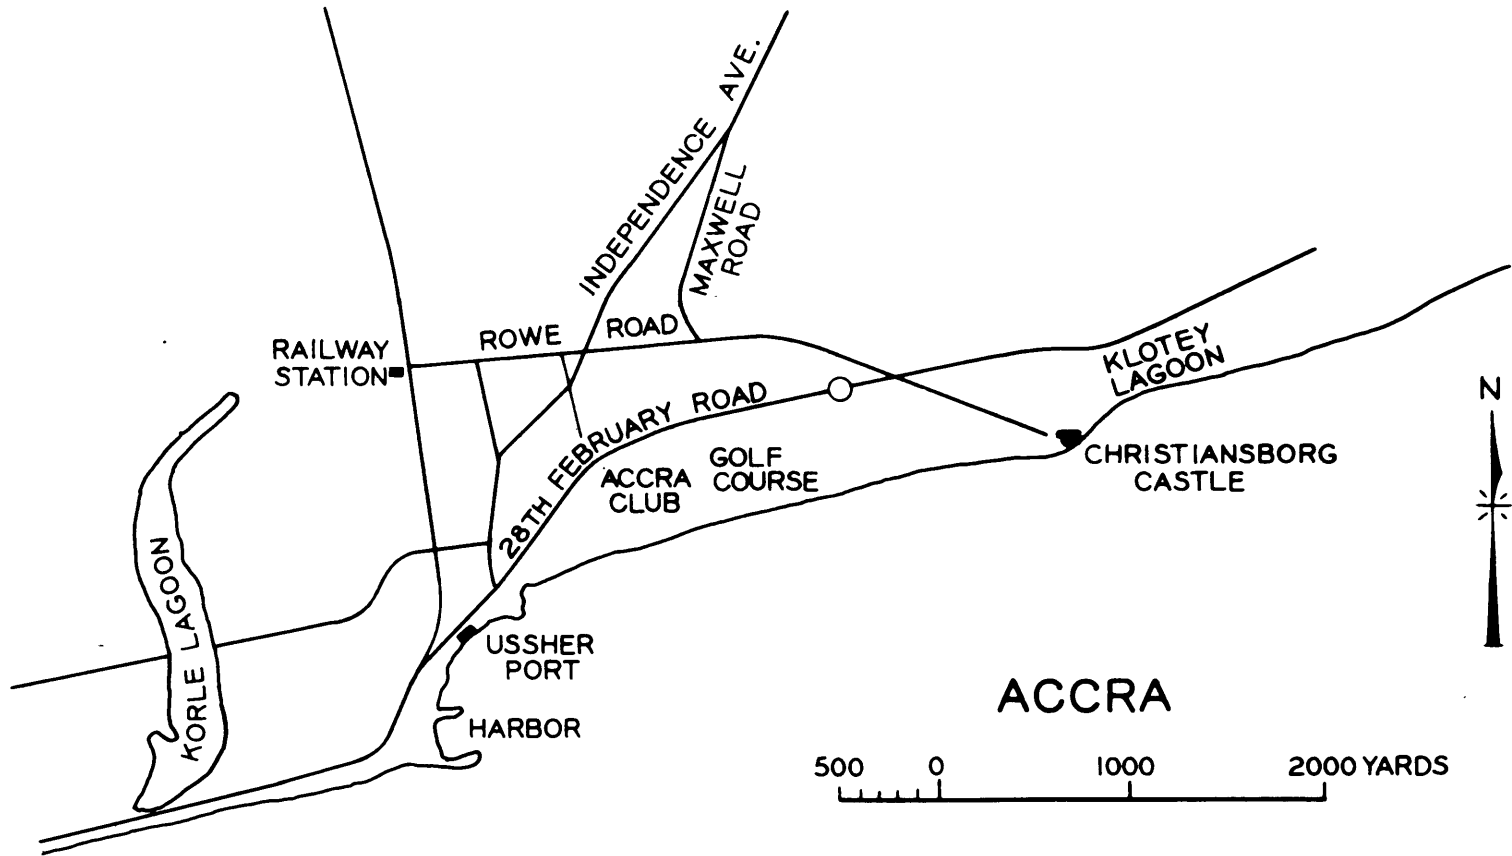 INDEPENDENCE AVE.
MAXWELL
ROAD
ROWE ROAD
RAILWAY
STATION
KLOTEY
LAGOON
N
28TH FEBRUARY ROAD
ACCRA
CLUB
GOLF
COURSE
CHRISTIANSBORG
CASTLE
KORLE LAGOON
USSHER
PORT
HARBOR
ACCRA
500 0 1000 2000 YARDS